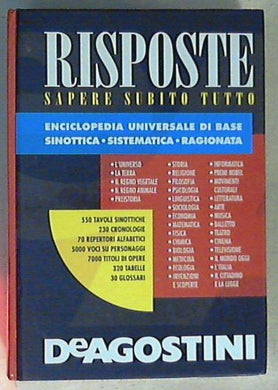 RISPOSTE
SAPERE SUBITO TUTTO
ENCICLOPEDIA UNIVERSALE DI BASE
SINOTTICA • SISTEMATICA • RAGIONATA
• L'UNIVERSO
• LA TERRA
• IL REGNO VEGETALE
• IL REGNO ANIMALE
• PREISTORIA
• STORIA
• RELIGIONE
• FILOSOFIA
• PSICOLOGIA
• LINGUISTICA
• SOCIOLOGIA
• ECONOMIA
• MATEMATICA
• FISICA
• CHIMICA
• BIOLOGIA
• MEDICINA
• ECOLOGIA
• INVENZIONI
E SCOPERTE
• INFORMATICA
• PREMI NOBEL
• MOVIMENTI
CULTURALI
• LETTERATURA
• ARTE
• MUSICA
• BALLETTO
• TEATRO
• CINEMA
• TELEVISIONE
• IL MONDO OGGI
• L'ITALIA
• IL CITTADINO
E LA LEGGE
550 TAVOLE SINOTTICHE
230 CRONOLOGIE
70 REPERTORI ALFABETICI
5000 VOCI SU PERSONAGGI
7000 TITOLI DI OPERE
320 TABELLE
30 GLOSSARI
DEAGOSTINI